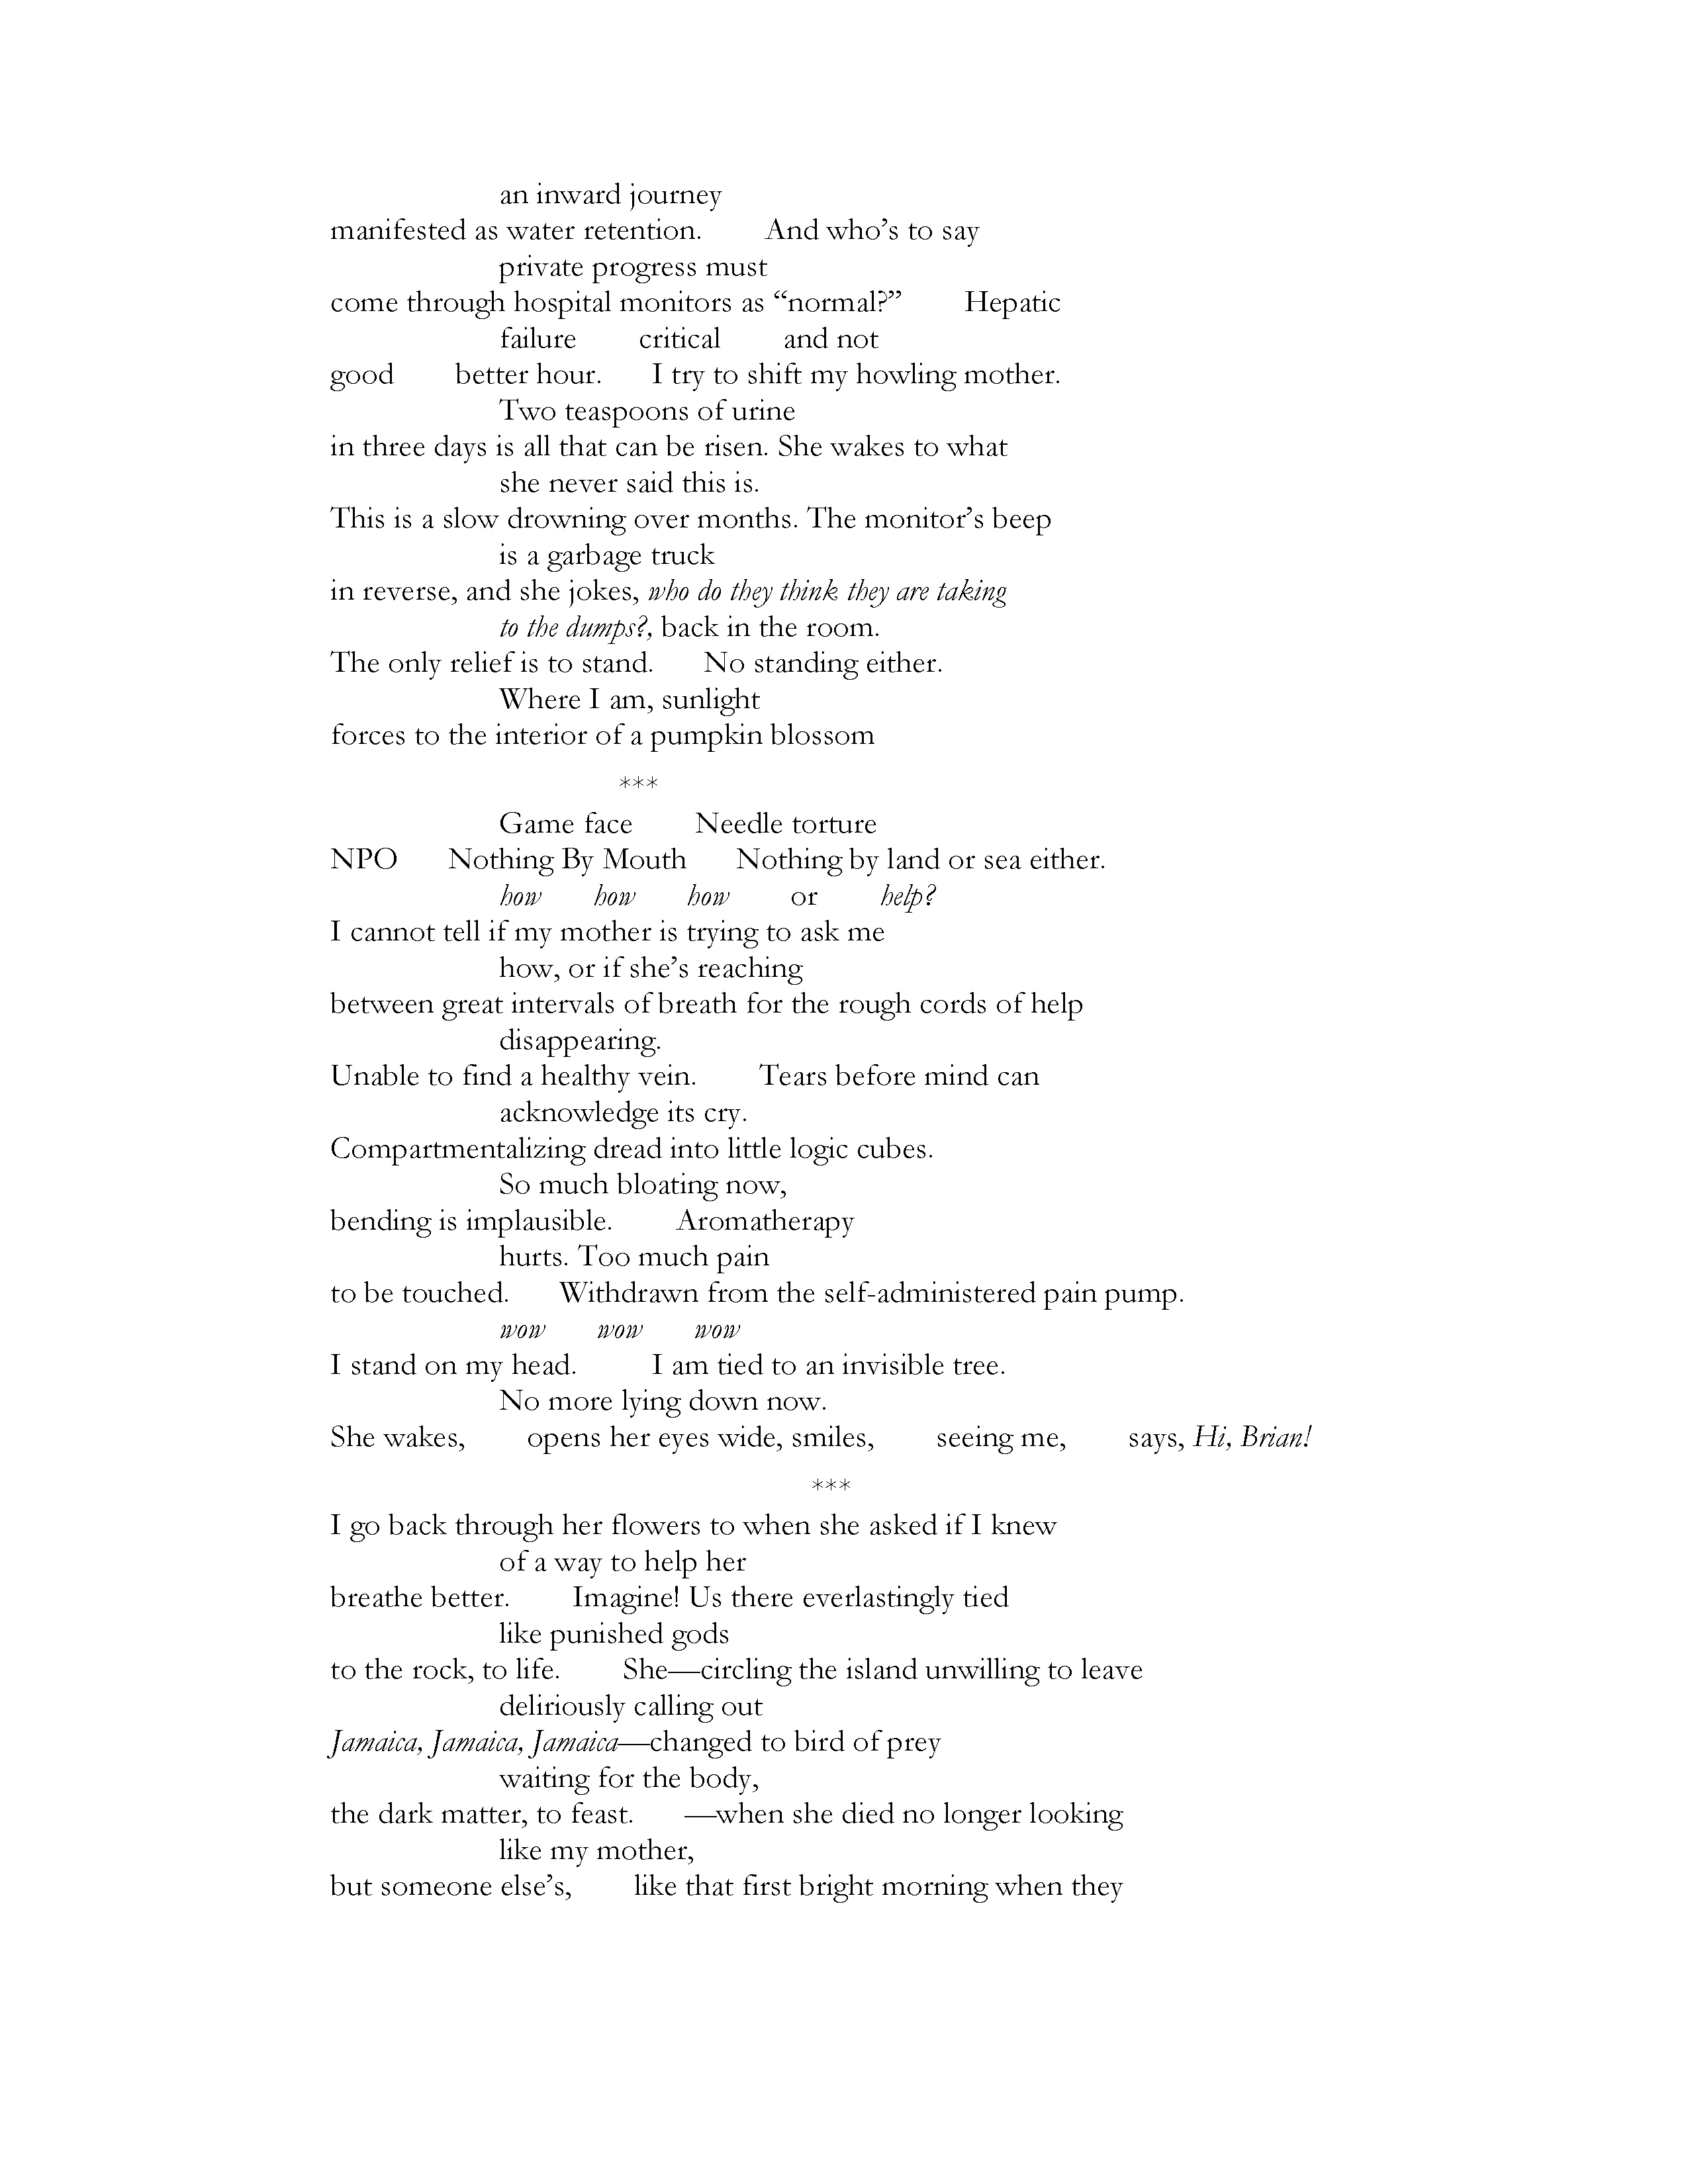 an inward journey
manifested as water retention. And who’s to say
private progress must
come through hospital monitors as “normal?” Hepatic
failure critical and not
good better hour. I try to shift my howling mother.
Two teaspoons of urine
in three days is all that can be risen. She wakes to what
she never said this is.
This is a slow drowning over months. The monitor’s beep
is a garbage truck
in reverse, and she jokes, who do they think they are taking
to the dumps?, back in the room.
The only relief is to stand. No standing either.
Where I am, sunlight
forces to the interior of a pumpkin blossom
***
Game face Needle torture
NPO Nothing By Mouth Nothing by land or sea either.
how how how or help?
I cannot tell if my mother is trying to ask me
how, or if she’s reaching
between great intervals of breath for the rough cords of help
disappearing.
Unable to find a healthy vein. Tears before mind can
acknowledge its cry.
Compartmentalizing dread into little logic cubes.
So much bloating now,
bending is implausible. Aromatherapy
hurts. Too much pain
to be touched. Withdrawn from the self-administered pain pump.
wow wow wow
I stand on my head. I am tied to an invisible tree.
No more lying down now.
She wakes, opens her eyes wide, smiles, seeing me, says, Hi, Brian!
***
I go back through her flowers to when she asked if I knew
of a way to help her
breathe better. Imagine! Us there everlastingly tied
like punished gods
to the rock, to life. She—circling the island unwilling to leave
deliriously calling out
Jamaica, Jamaica, Jamaica—changed to bird of prey
waiting for the body,
the dark matter, to feast. —when she died no longer looking
like my mother,
but someone else’s, like that first bright morning when they